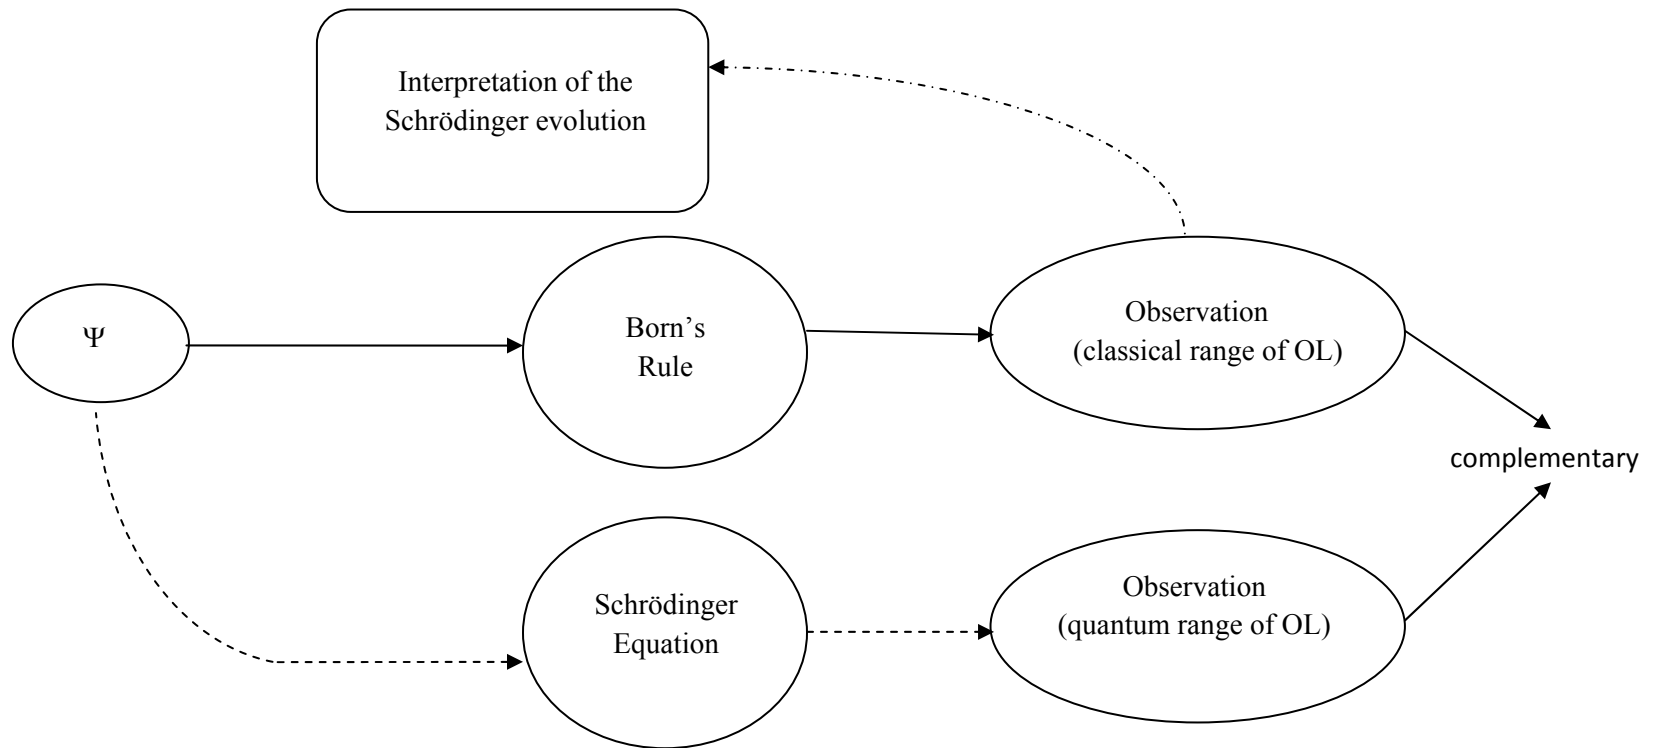 Interpretation of the
Schrödinger evolution
Ψ
Born’s
Rule
Observation
(classical range of OL)
complementary
Schrödinger
Equation
Observation
(quantum range of OL)